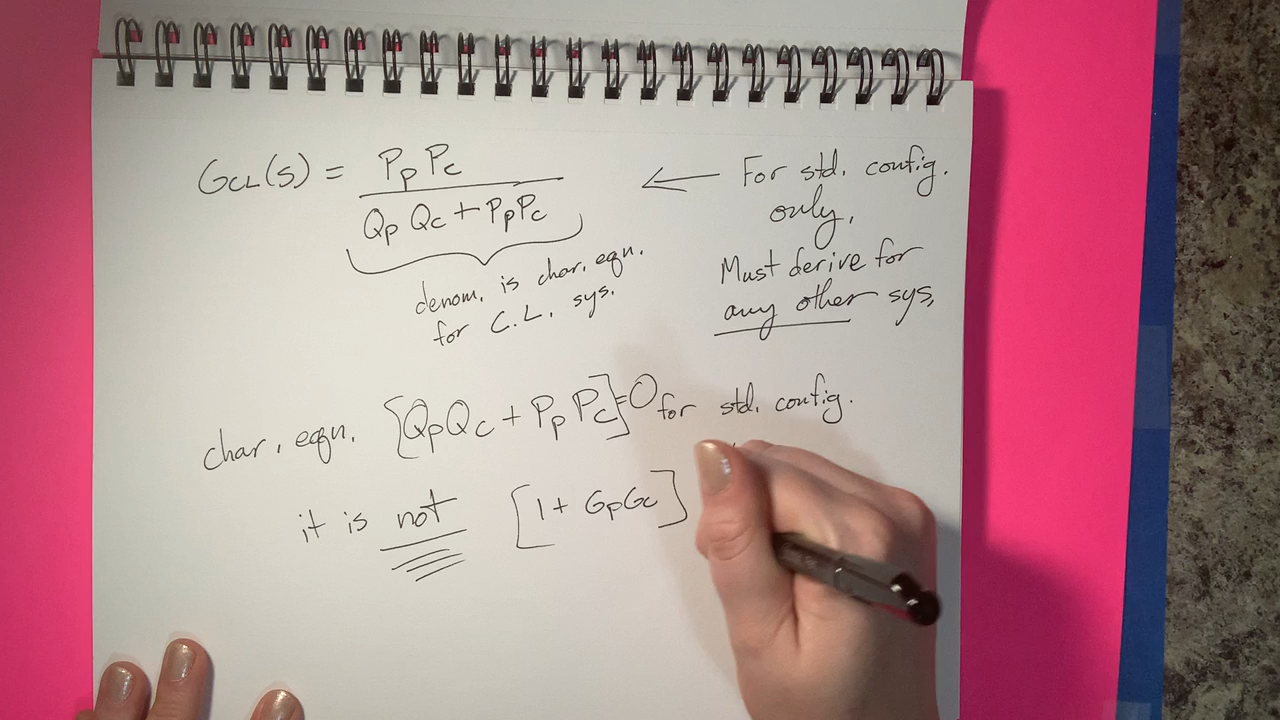 GCL(s) = PpPc / QpQc + PpPc
← For std. config.
only.
Must derive for
any other sys.
denom. is char. eqn.
for C.L. sys.
char. eqn. [QpQc + PpPc]=0 for std. config.
it is not [1 + GpGc]